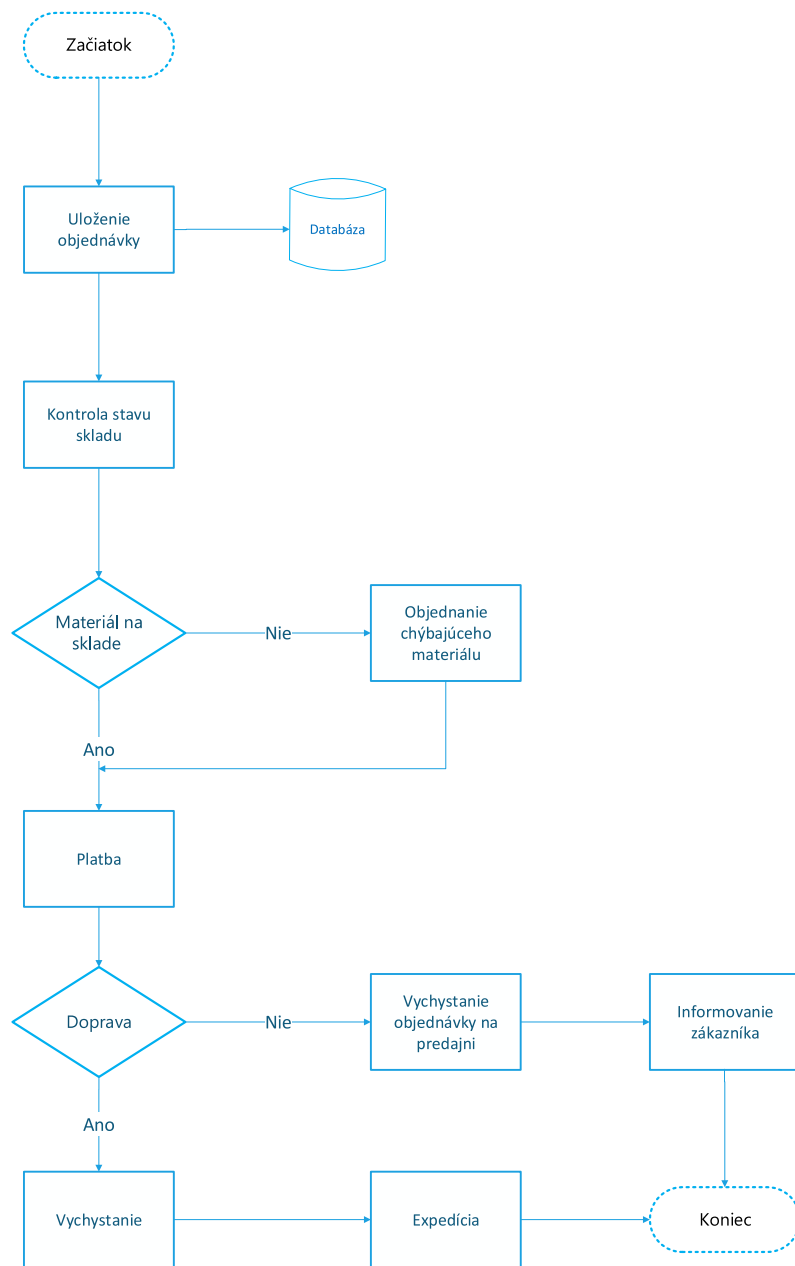 Začiatok
Uloženie
objednávky
Databáza
Kontrola stavu
skladu
Materiál na
sklade
Nie
Objednanie
chýbajúceho
materiálu
Ano
Platba
Doprava
Nie
Vychystanie
objednávky na
predajni
Informovanie
zákazníka
Ano
Vychystanie
Expedícia
Koniec